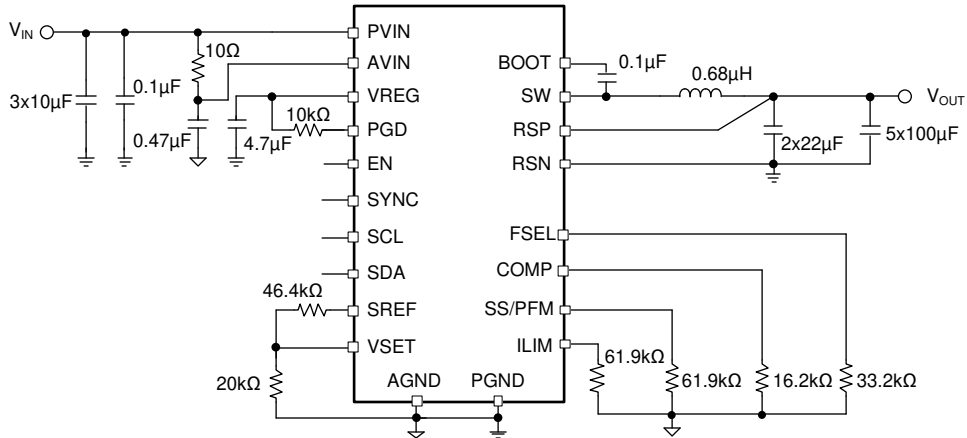 V_IN
PVIN
10Ω
AVIN
BOOT
0.1µF
0.1µF
0.68µH
3x10µF
VREG
SW
V_OUT
10kΩ
PGD
RSP
0.47µF
4.7µF
2x22µF
5x100µF
EN
RSN
SYNC
SCL
FSEL
SDA
COMP
46.4kΩ
SREF
SS/PFM
VSET
ILIM
61.9kΩ
20kΩ
AGND
PGND
61.9kΩ
16.2kΩ
33.2kΩ